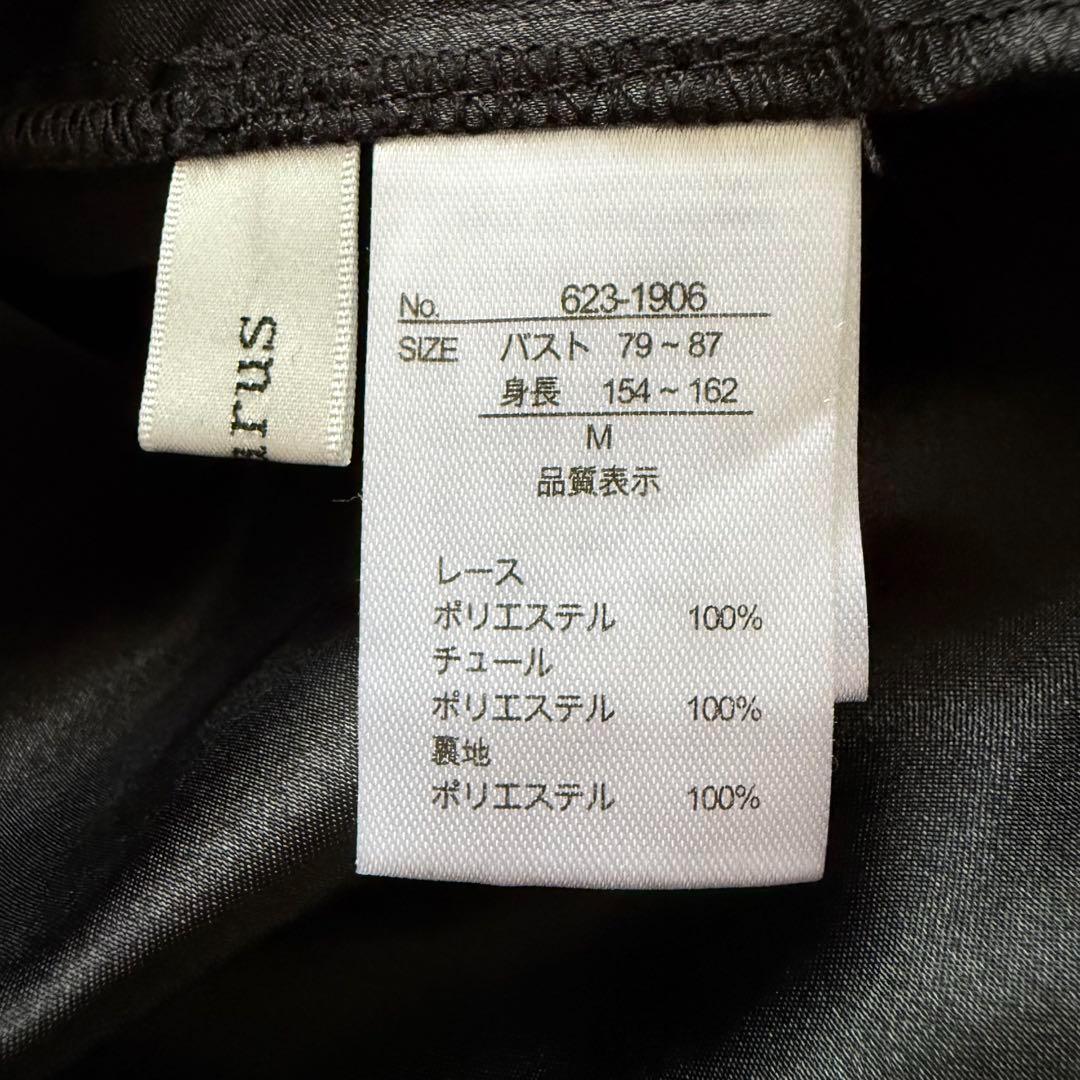 arus
No. 623-1906
SIZE バスト 79~87
身長 154~162
M
品質表示
レース
ポリエステル 100%
チュール
ポリエステル 100%
裏地
ポリエステル 100%